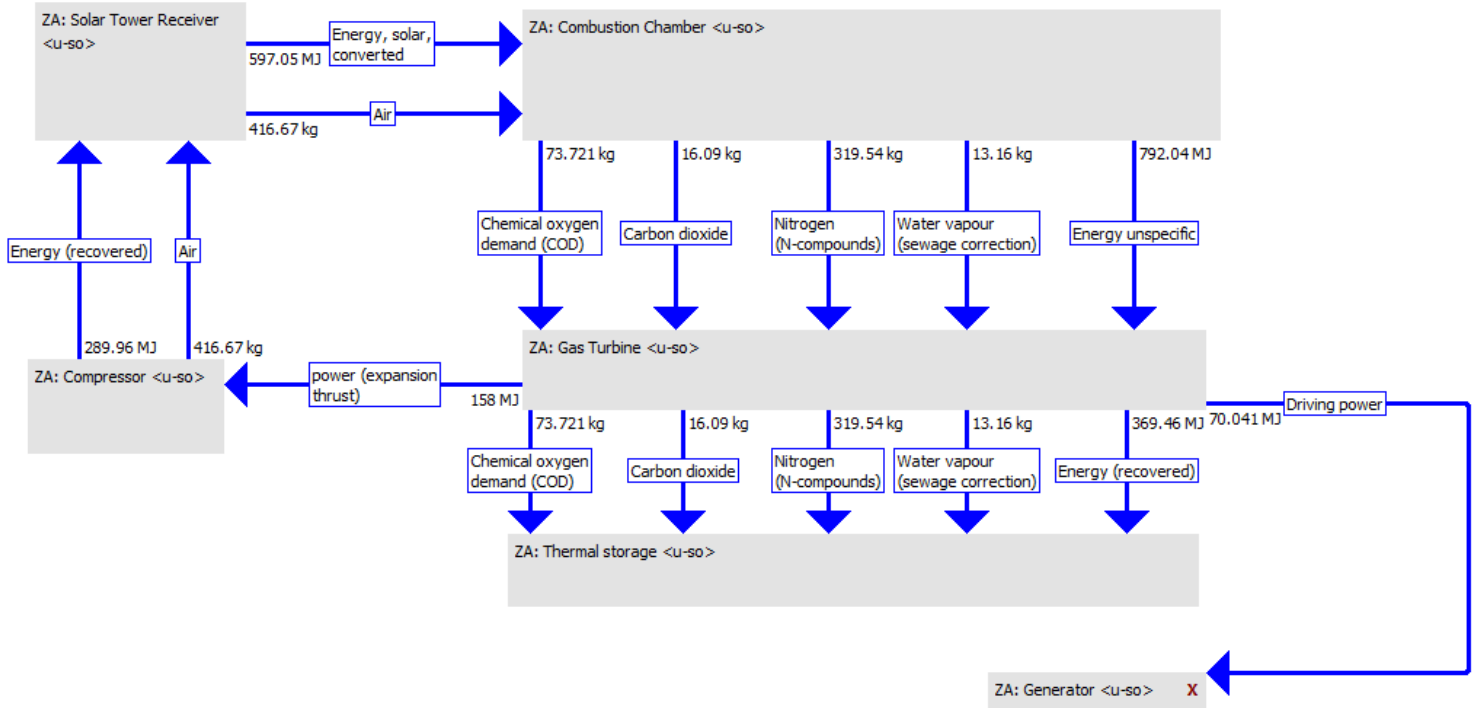 ZA: Solar Tower Receiver
<u-so>
Energy, solar,
converted
597.05 MJ
Air
416.67 kg
ZA: Combustion Chamber <u-so>
73.721 kg
16.09 kg
319.54 kg
13.16 kg
792.04 MJ
Chemical oxygen
demand (COD)
Carbon dioxide
Nitrogen
(N-compounds)
Water vapour
(sewage correction)
Energy unspecific
Energy (recovered)
Air
289.96 MJ
416.67 kg
ZA: Compressor <u-so>
power (expansion
thrust)
158 MJ
ZA: Gas Turbine <u-so>
73.721 kg
16.09 kg
319.54 kg
13.16 kg
369.46 MJ
70.041 MJ
Driving power
Chemical oxygen
demand (COD)
Carbon dioxide
Nitrogen
(N-compounds)
Water vapour
(sewage correction)
Energy (recovered)
ZA: Thermal storage <u-so>
ZA: Generator <u-so> X